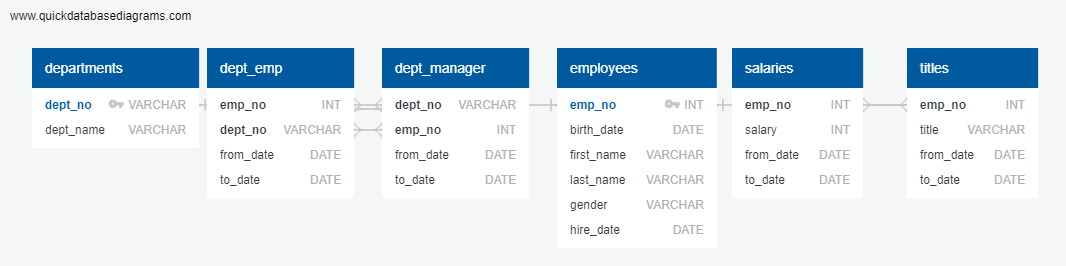 www.quickdatabasediagrams.com
departments
dept_no VARCHAR
dept_name VARCHAR
dept_emp
emp_no INT
dept_no VARCHAR
from_date DATE
to_date DATE
dept_manager
dept_no VARCHAR
emp_no INT
from_date DATE
to_date DATE
employees
emp_no INT
birth_date DATE
first_name VARCHAR
last_name VARCHAR
gender VARCHAR
hire_date DATE
salaries
emp_no INT
salary INT
from_date DATE
to_date DATE
titles
emp_no INT
title VARCHAR
from_date DATE
to_date DATE